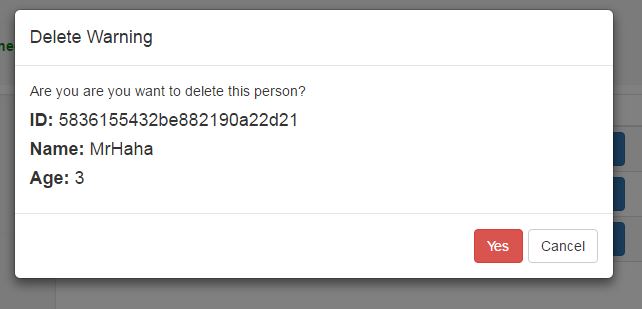 Delete Warning
Are you are you want to delete this person?
ID: 5836155432be882190a22d21
Name: MrHaha
Age: 3
Yes Cancel